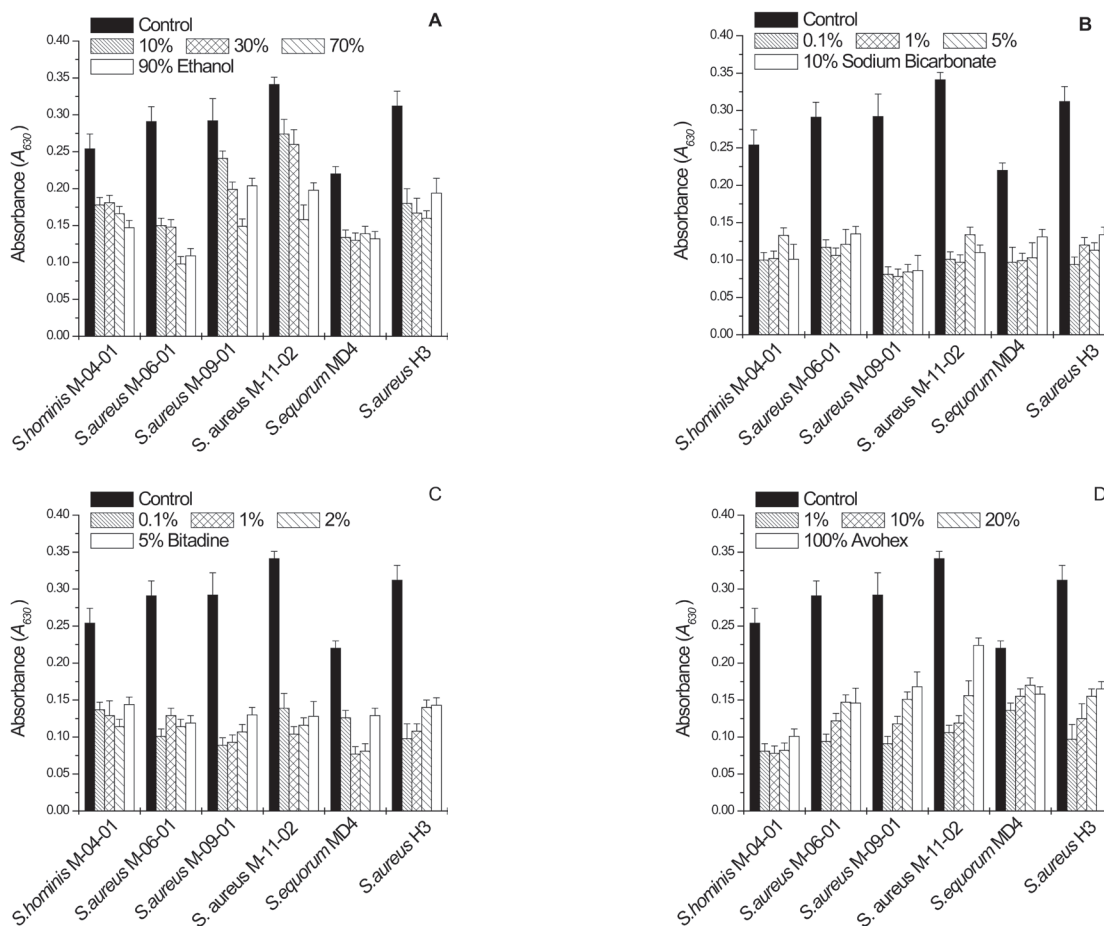 A
Control
10% 30% 70%
90% Ethanol
0.40
0.35
0.30
0.25
0.20
0.15
0.10
0.05
0.00
Absorbance (A630)
S.hominis M-04-01
S.aureus M-06-01
S.aureus M-09-01
S. aureus M-11-02
S.equorum MD4
S.aureus H3
B
Control
0.1% 1% 5%
10% Sodium Bicarbonate
0.40
0.35
0.30
0.25
0.20
0.15
0.10
0.05
0.00
Absorbance (A630)
S.hominis M-04-01
S.aureus M-06-01
S.aureus M-09-01
S. aureus M-11-02
S.equorum MD4
S.aureus H3
C
Control
0.1% 1% 2%
5% Bitadine
0.40
0.35
0.30
0.25
0.20
0.15
0.10
0.05
0.00
Absorbance (A630)
S.hominis M-04-01
S.aureus M-06-01
S.aureus M-09-01
S. aureus M-11-02
S.equorum MD4
S.aureus H3
D
Control
1% 10% 20%
100% Avohex
0.40
0.35
0.30
0.25
0.20
0.15
0.10
0.05
0.00
Absorbance (A630)
S.hominis M-04-01
S.aureus M-06-01
S.aureus M-09-01
S. aureus M-11-02
S.equorum MD4
S.aureus H3